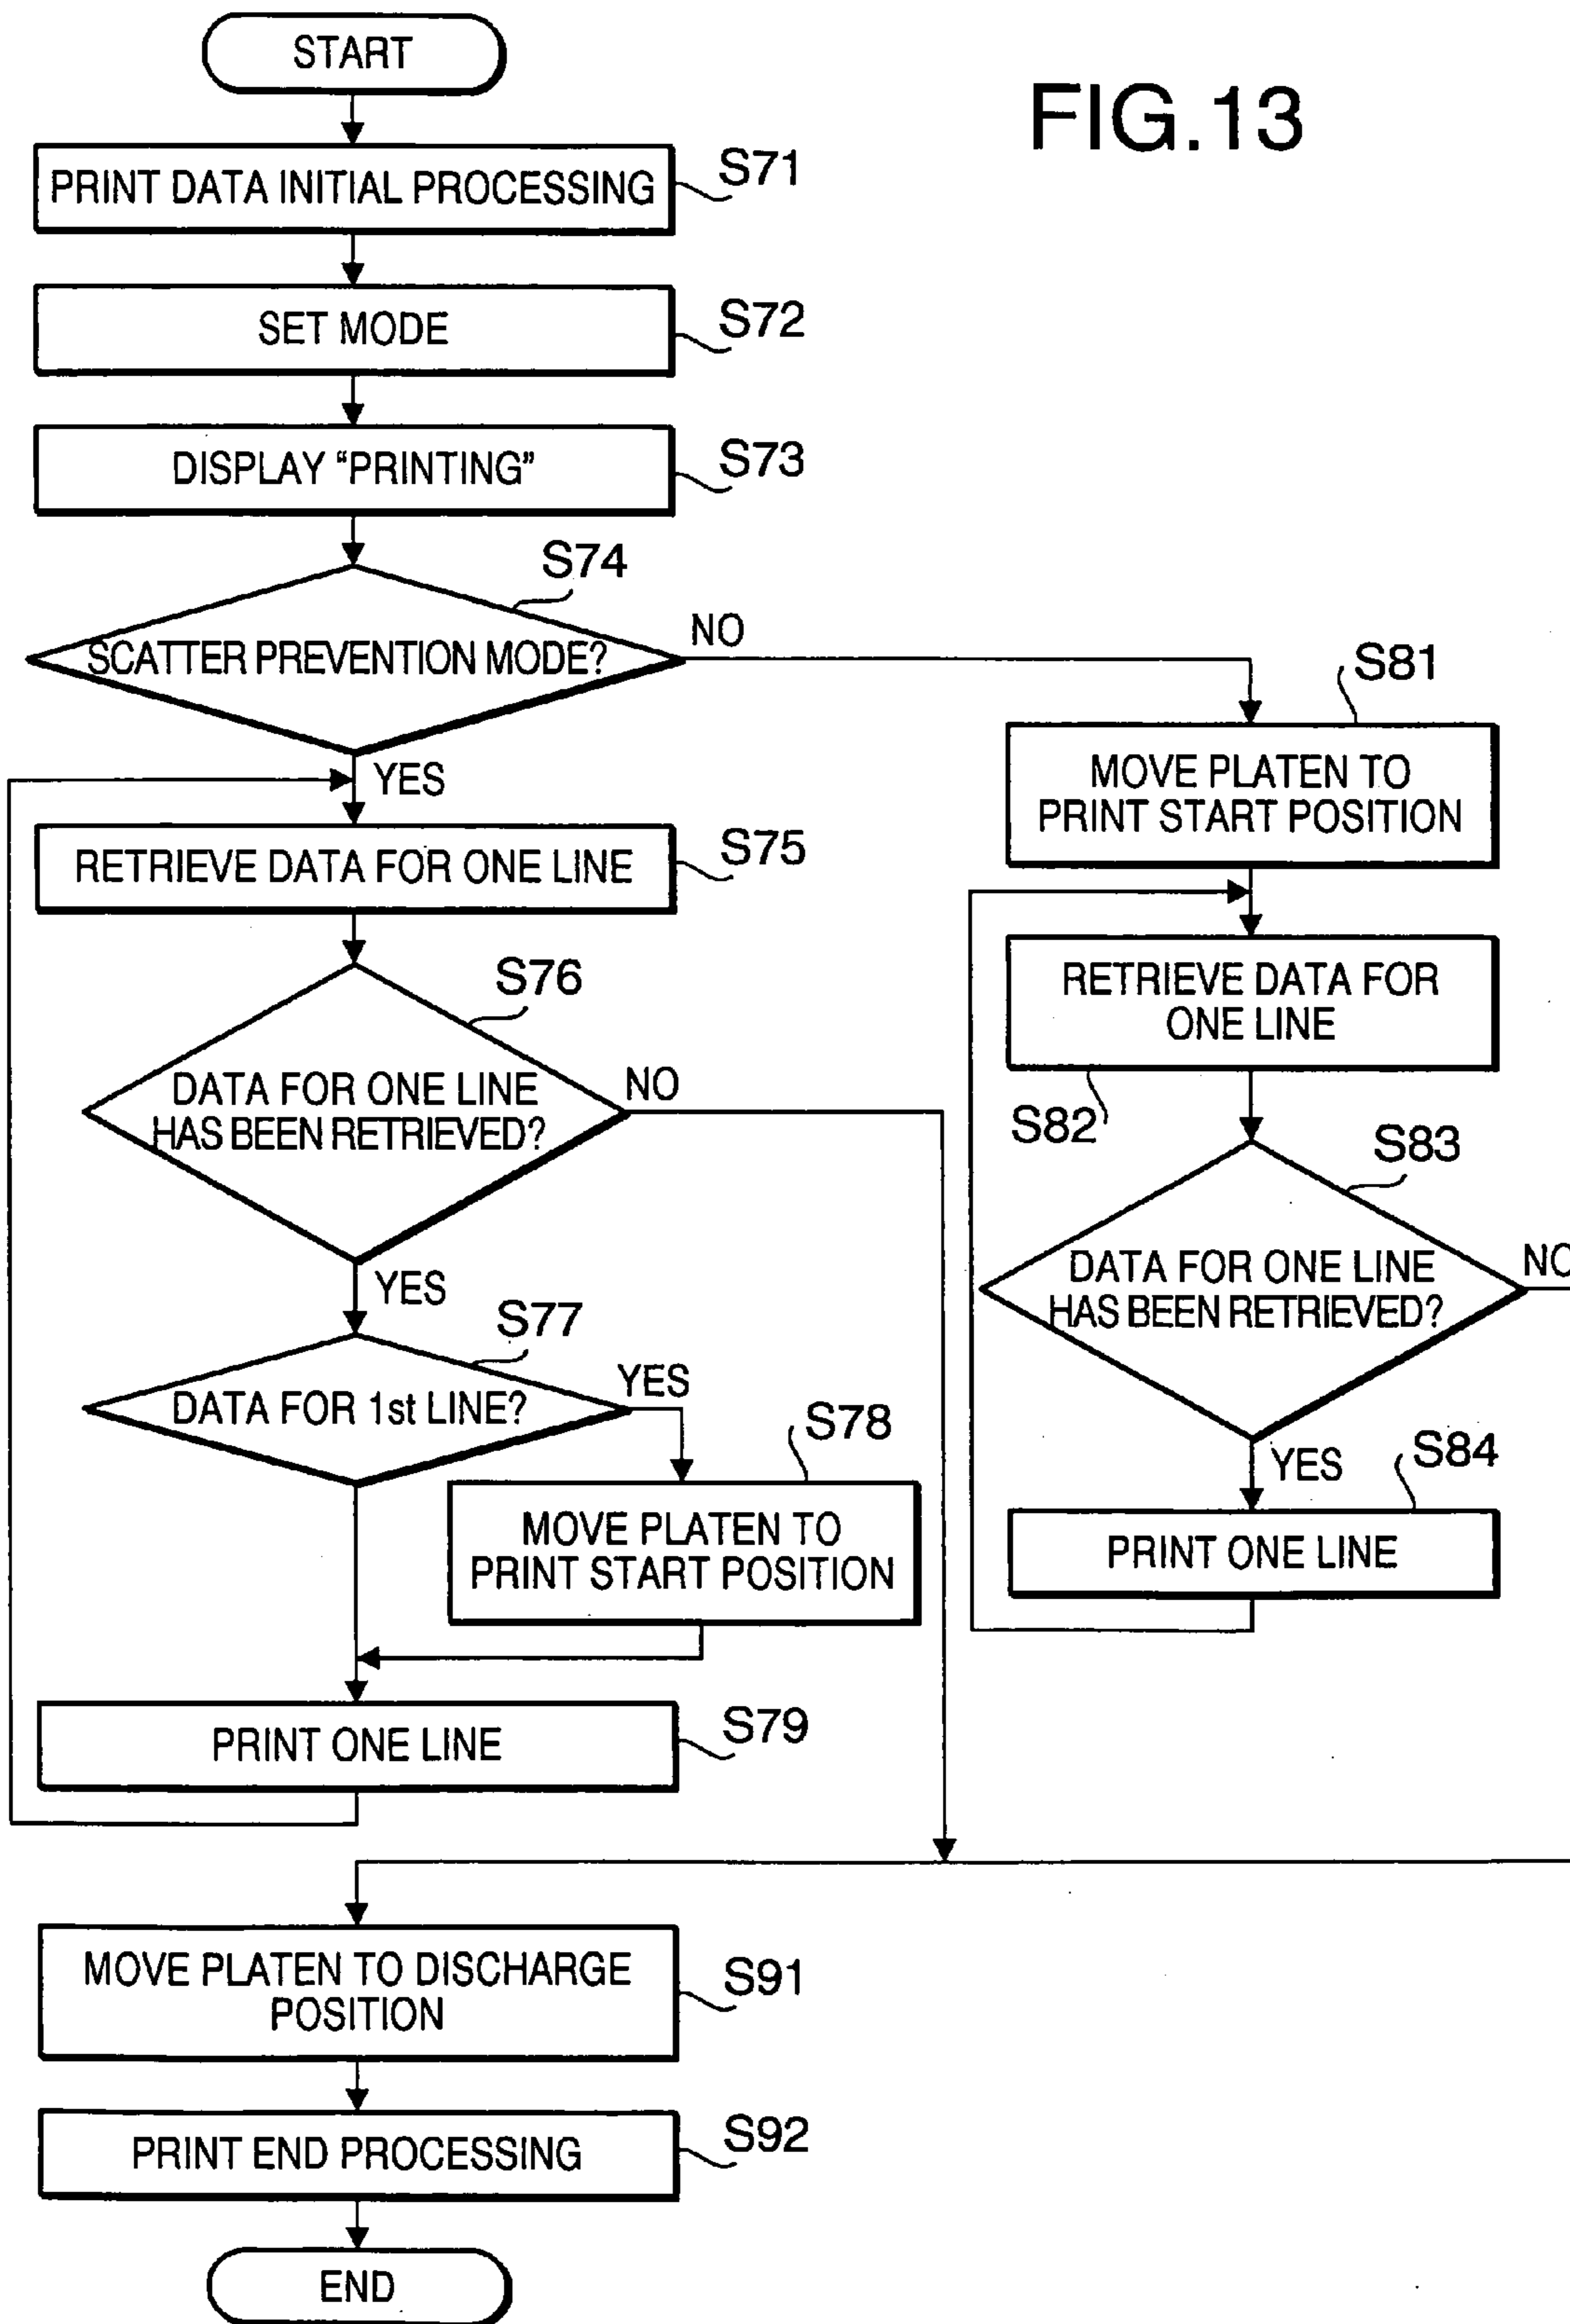 FIG.13
START
PRINT DATA INITIAL PROCESSING
S71
SET MODE
S72
DISPLAY “PRINTING”
S73
S74
SCATTER PREVENTION MODE?
NO
YES
RETRIEVE DATA FOR ONE LINE
S75
S76
DATA FOR ONE LINE
HAS BEEN RETRIEVED?
NO
YES
S77
DATA FOR 1st LINE?
YES
S78
MOVE PLATEN TO
PRINT START POSITION
PRINT ONE LINE
S79
S81
MOVE PLATEN TO
PRINT START POSITION
RETRIEVE DATA FOR
ONE LINE
S82
S83
DATA FOR ONE LINE
HAS BEEN RETRIEVED?
NO
YES
S84
PRINT ONE LINE
MOVE PLATEN TO DISCHARGE
POSITION
S91
PRINT END PROCESSING
S92
END